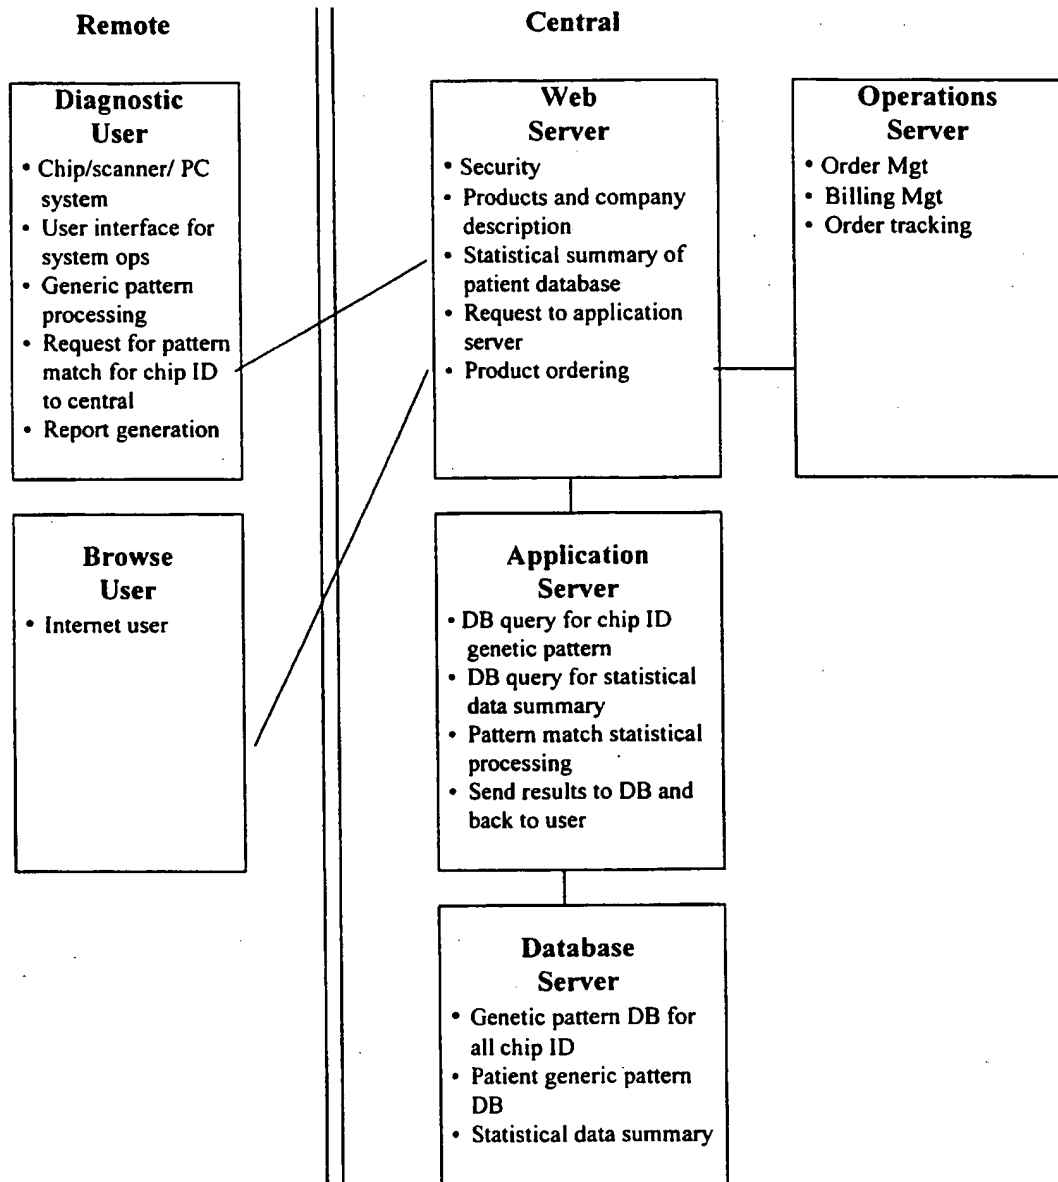 Remote
Central
Diagnostic
User
• Chip/scanner/ PC
system
• User interface for
system ops
• Generic pattern
processing
• Request for pattern
match for chip ID
to central
• Report generation
Web
Server
• Security
• Products and company
description
• Statistical summary of
patient database
• Request to application
server
• Product ordering
Operations
Server
• Order Mgt
• Billing Mgt
• Order tracking
Browse
User
• Internet user
Application
Server
• DB query for chip ID
genetic pattern
• DB query for statistical
data summary
• Pattern match statistical
processing
• Send results to DB and
back to user
Database
Server
• Genetic pattern DB for
all chip ID
• Patient generic pattern
DB
• Statistical data summary